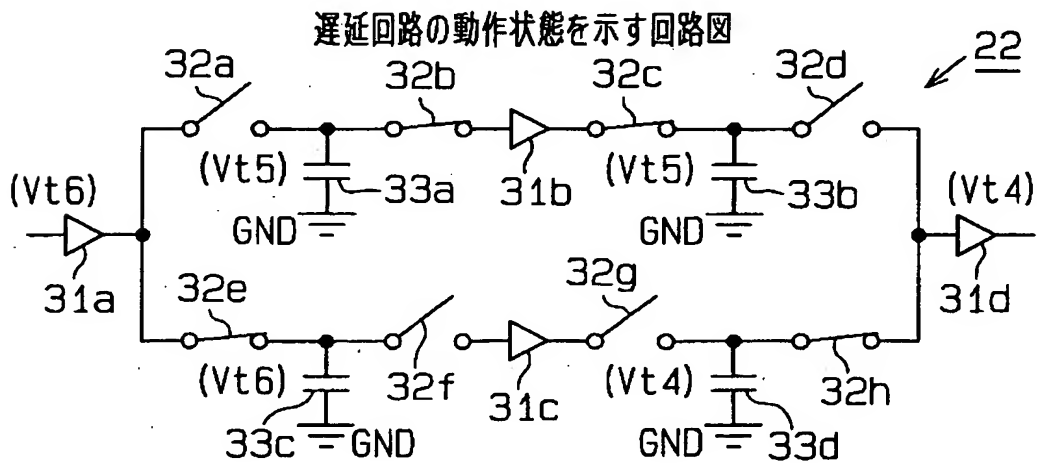 遅延回路の動作状態を示す回路図
22
32a
32b
32c
32d
(Vt5)
33a
31b
(Vt5)
33b
(Vt6)
(Vt4)
GND
GND
31a
32e
32g
31d
(Vt6)
32f
31c
(Vt4)
32h
33c
GND
GND
33d